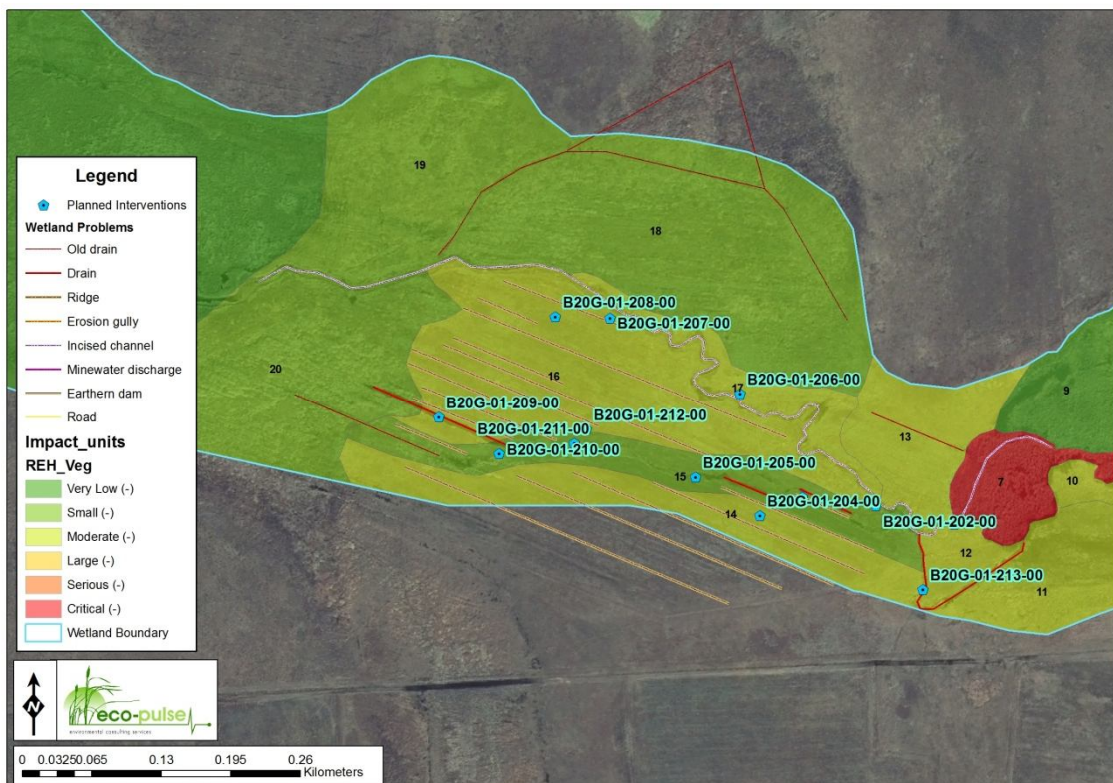 Legend
Planned Interventions
Wetland Problems
Old drain
Drain
Ridge
Erosion gully
Incised channel
Minewater discharge
Earthern dam
Road
Impact_units
REH_Veg
Very Low (-)
Small (-)
Moderate (-)
Large (-)
Serious (-)
Critical (-)
Wetland Boundary
N
eco-pulse
environmental consulting services
0 0.03250.065 0.13 0.195 0.26
Kilometers
19
18
B20G-01-208-00
B20G-01-207-00
20
16
17
B20G-01-206-00
9
B20G-01-209-00
B20G-01-212-00
13
B20G-01-211-00
B20G-01-210-00
B20G-01-205-00
15
7
10
B20G-01-204-00
14
B20G-01-202-00
12
B20G-01-213-00
11